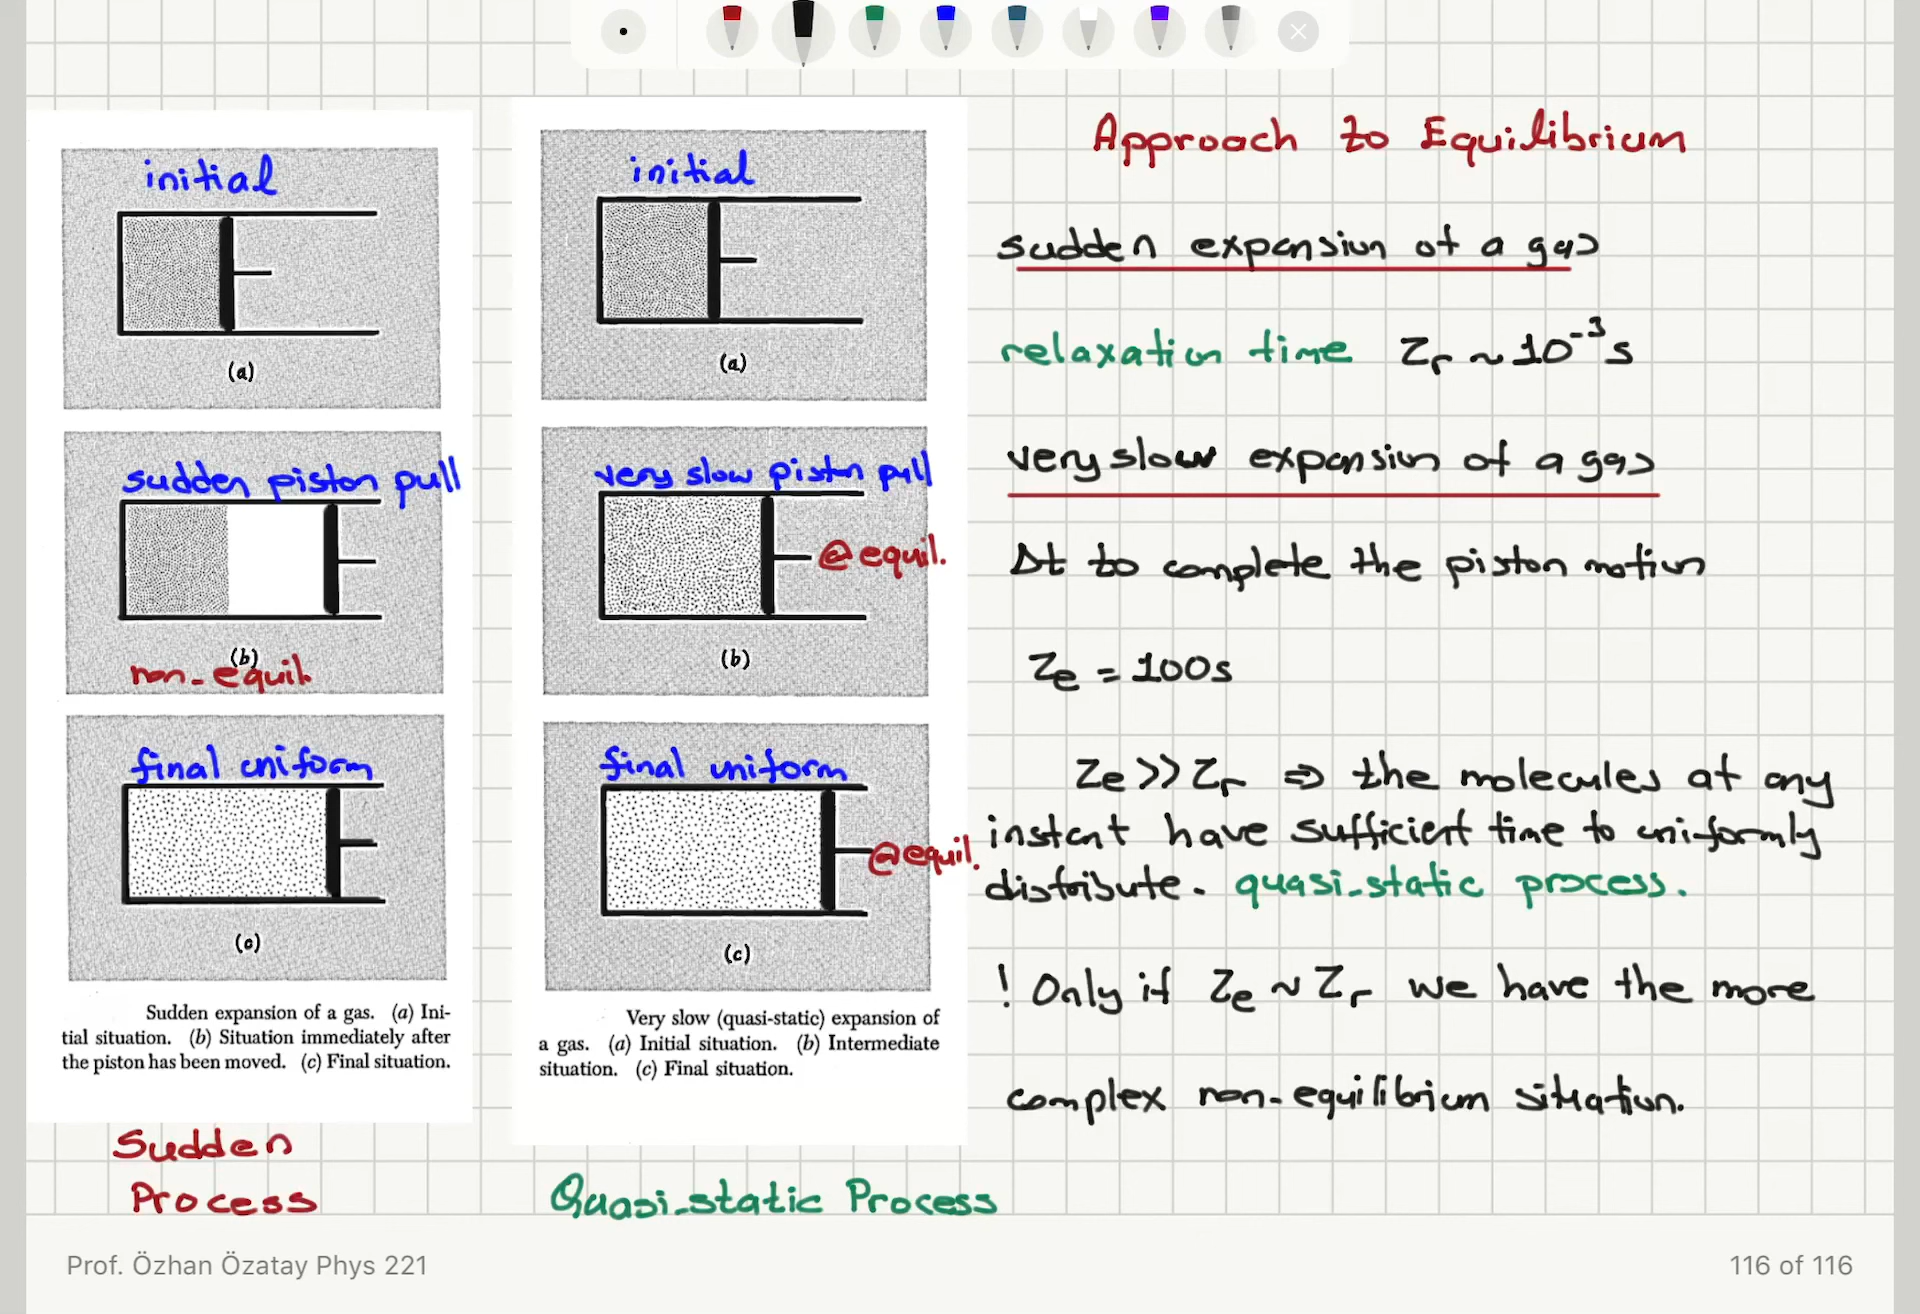 initial
(a)
sudden piston pull
(b)
non-equil.
final uniform
(c)
Sudden expansion of a gas. (a) Ini-
tial situation. (b) Situation immediately after
the piston has been moved. (c) Final situation.
Sudden
Process
initial
(a)
very slow piston pull
@equil.
(b)
final uniform
@equil.
(c)
Very slow (quasi-static) expansion of
a gas. (a) Initial situation. (b) Intermediate
situation. (c) Final situation.
Quasi-static Process
Approach to Equilibrium
sudden expansion of a gas
relaxation time τr ~ 10⁻³ s
very slow expansion of a gas
Δt to complete the piston motion
τe = 100s
τe >> τr ⇒ the molecules at any
instant have sufficient time to uniformly
distribute. quasi-static process.
! Only if τe ~ τr we have the more
complex non-equilibrium situation.
Prof. Özhan Özatay Phys 221
116 of 116